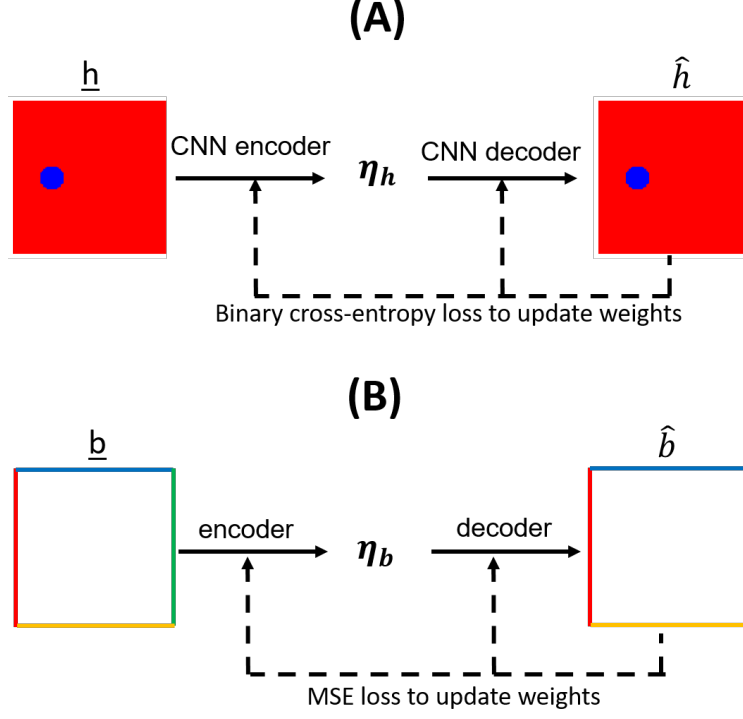 (A)
h
ĥ
CNN encoder
η_h
CNN decoder
Binary cross-entropy loss to update weights
(B)
b
b̂
encoder
η_b
decoder
MSE loss to update weights